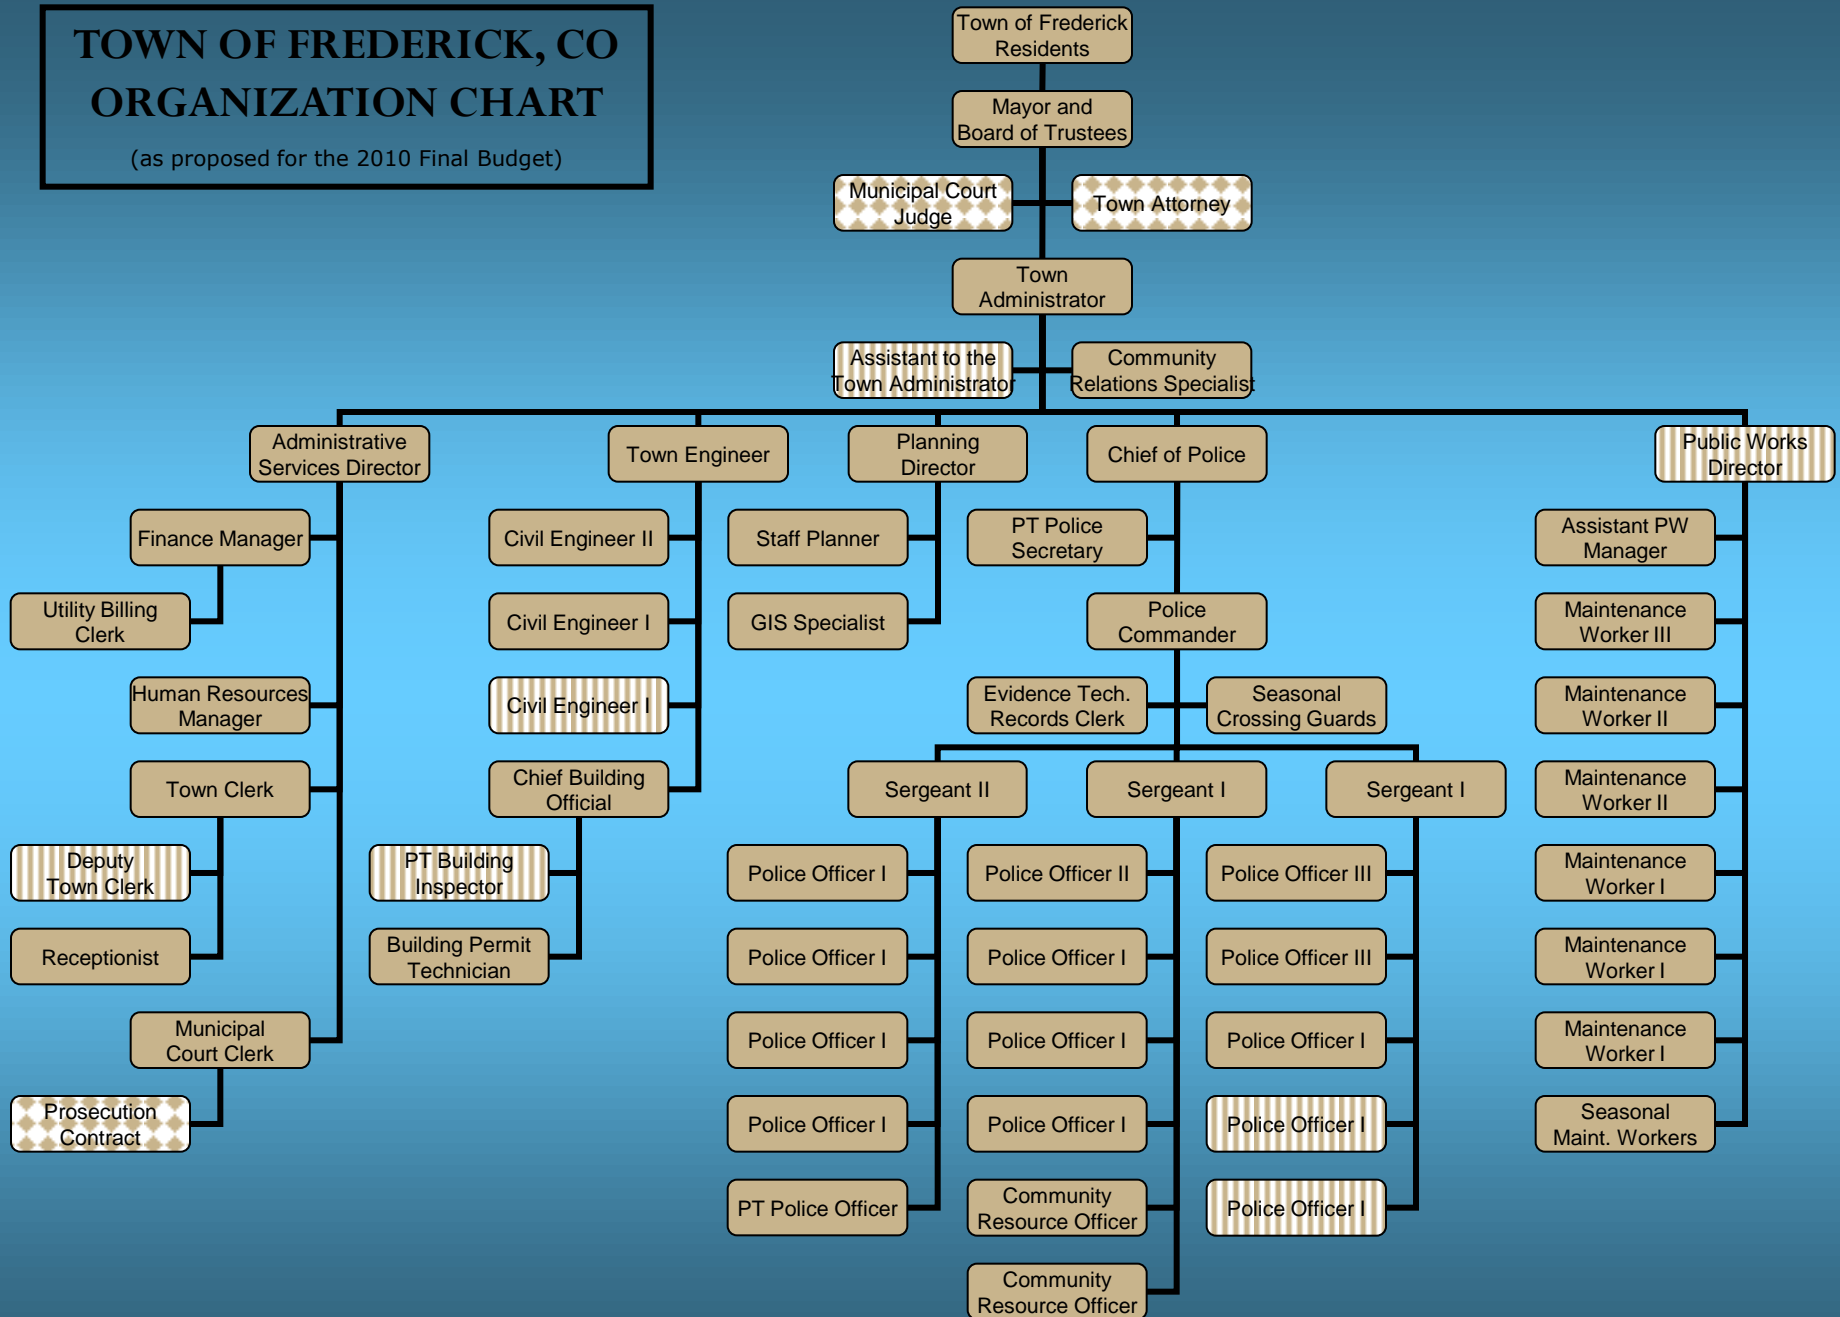 TOWN OF FREDERICK, CO
ORGANIZATION CHART
(as proposed for the 2010 Final Budget)
Town of Frederick
Residents
Mayor and
Board of Trustees
Municipal Court
Judge
Town Attorney
Town
Administrator
Assistant to the
Town Administrator
Community
Relations Specialist
Administrative
Services Director
Town Engineer
Planning
Director
Chief of Police
Public Works
Director
Finance Manager
Utility Billing
Clerk
Human Resources
Manager
Town Clerk
Deputy
Town Clerk
Receptionist
Municipal
Court Clerk
Prosecution
Contract
Civil Engineer II
Civil Engineer I
Civil Engineer I
Chief Building
Official
PT Building
Inspector
Building Permit
Technician
Staff Planner
GIS Specialist
PT Police
Secretary
Police
Commander
Evidence Tech.
Records Clerk
Seasonal
Crossing Guards
Sergeant II
Police Officer I
Police Officer I
Police Officer I
Police Officer I
PT Police Officer
Sergeant I
Police Officer II
Police Officer I
Police Officer I
Police Officer I
Community
Resource Officer
Community
Resource Officer
Sergeant I
Police Officer III
Police Officer III
Police Officer I
Police Officer I
Police Officer I
Assistant PW
Manager
Maintenance
Worker III
Maintenance
Worker II
Maintenance
Worker II
Maintenance
Worker I
Maintenance
Worker I
Maintenance
Worker I
Seasonal
Maint. Workers